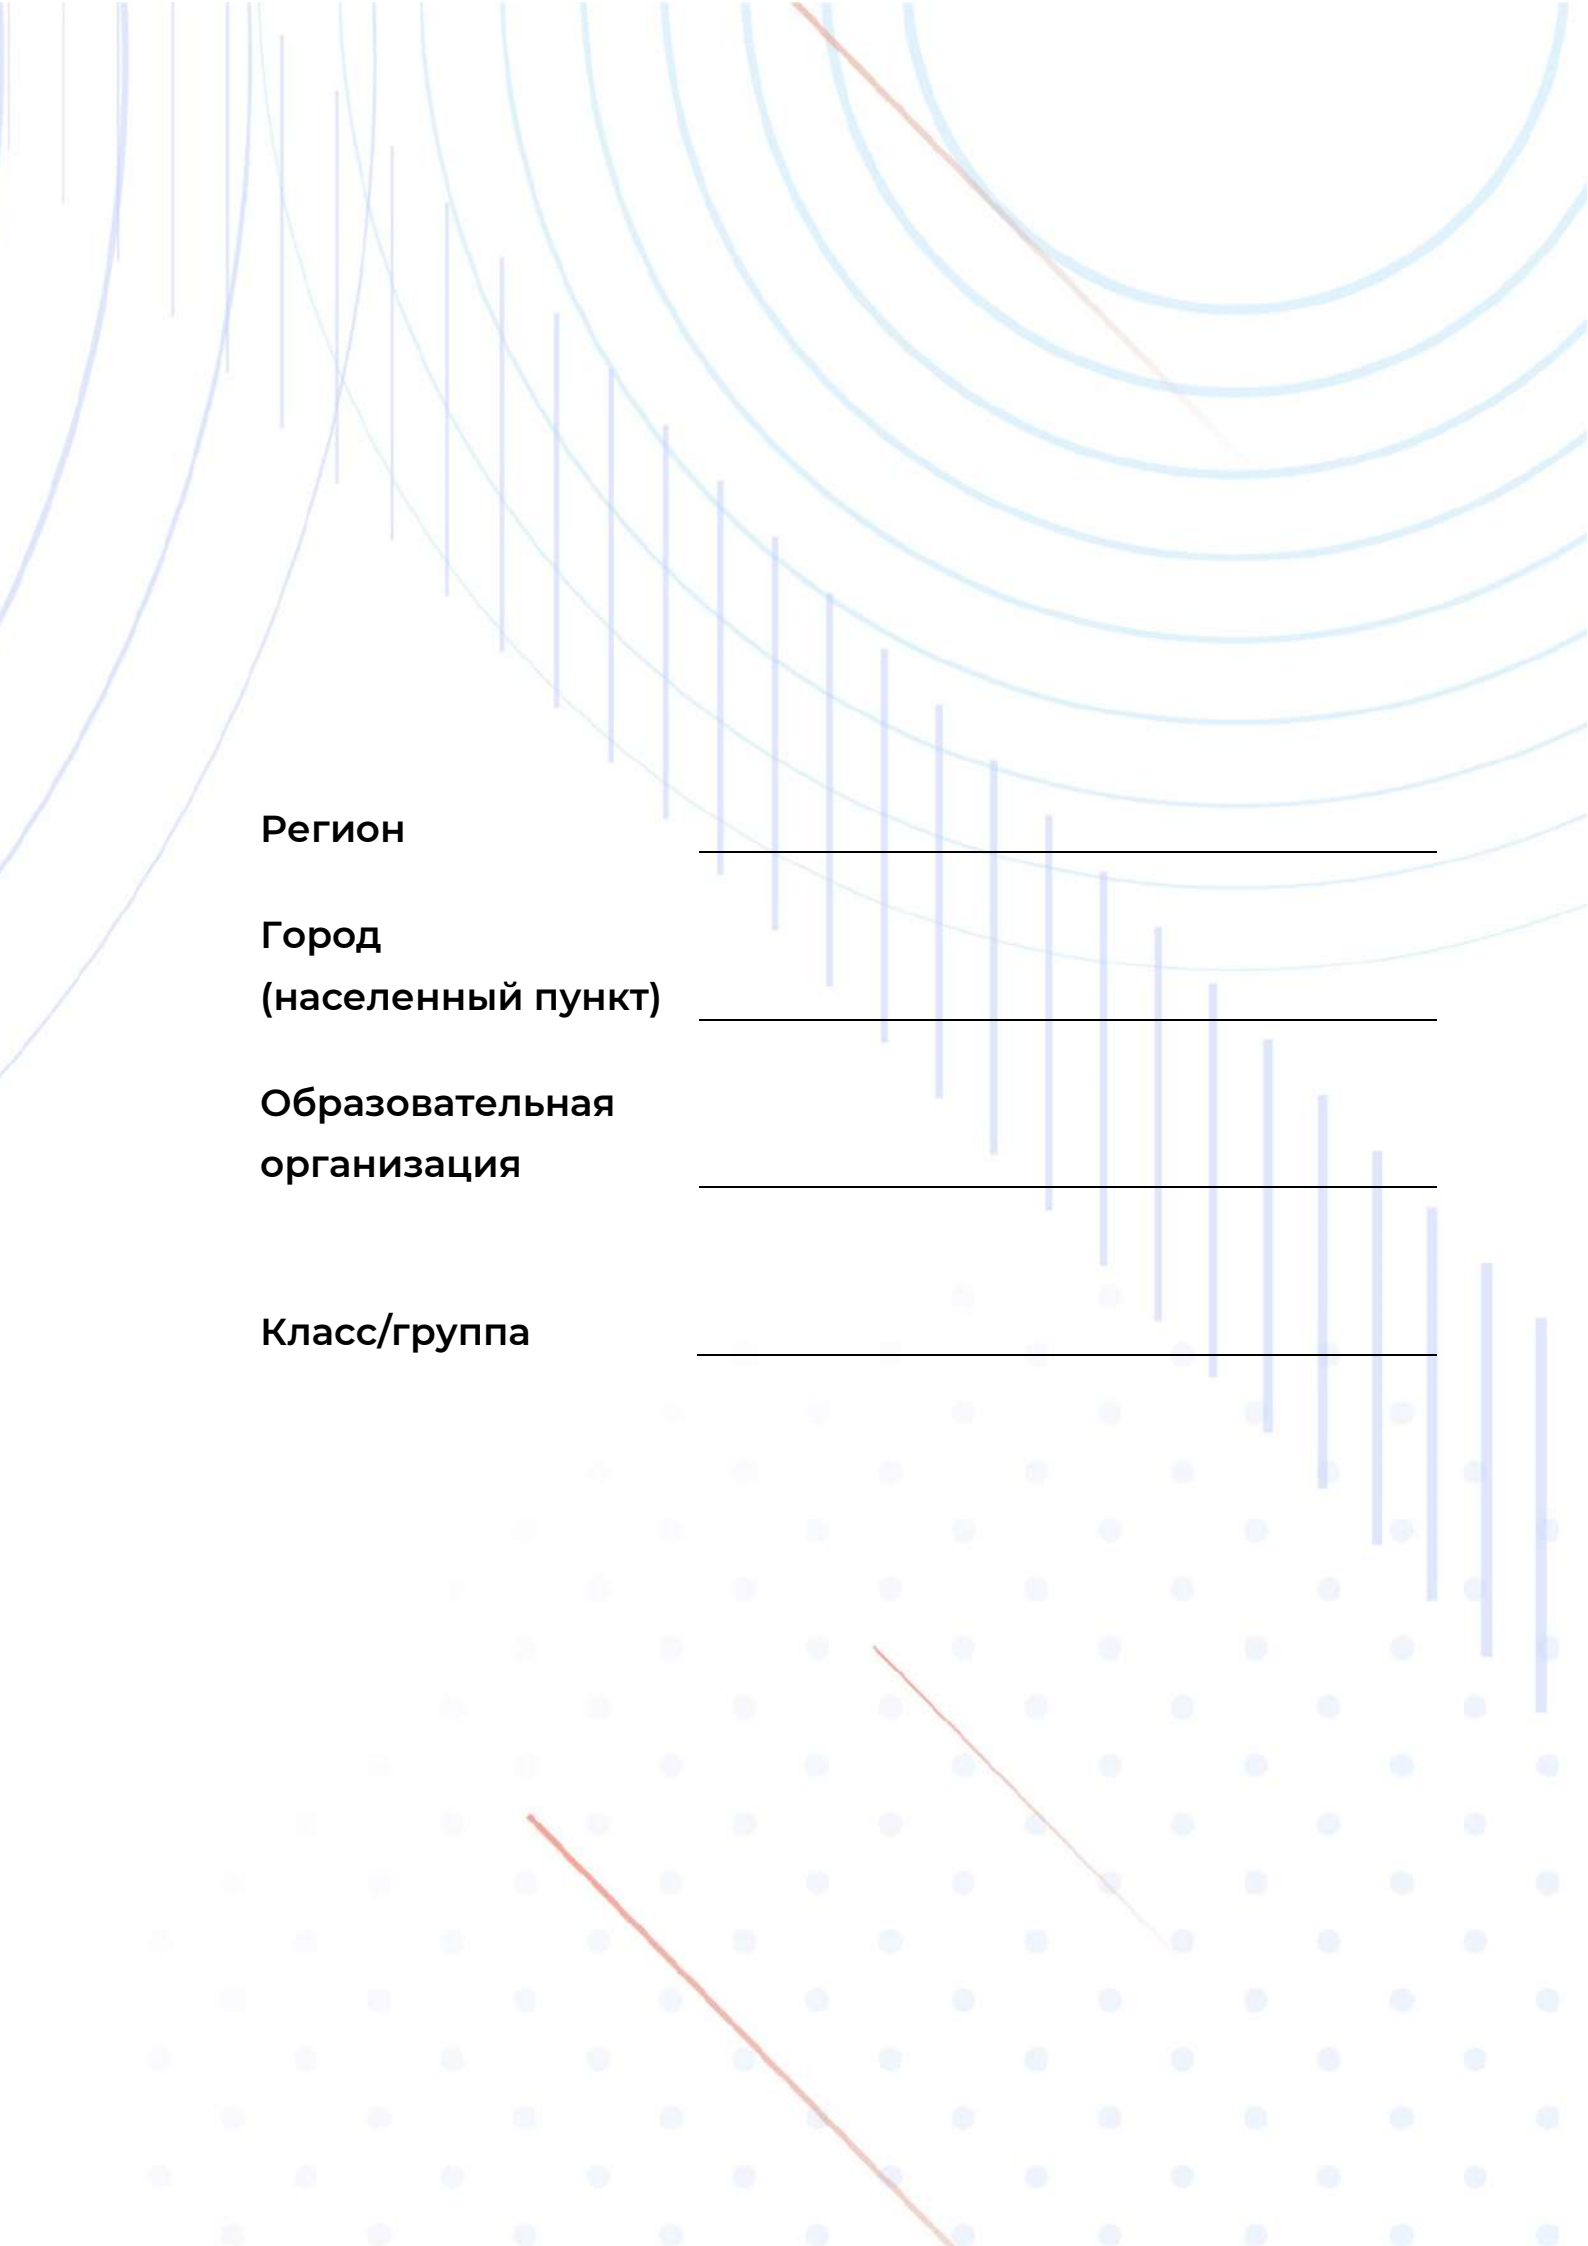 Регион
Город
(населенный пункт)
Образовательная
организация
Класс/группа